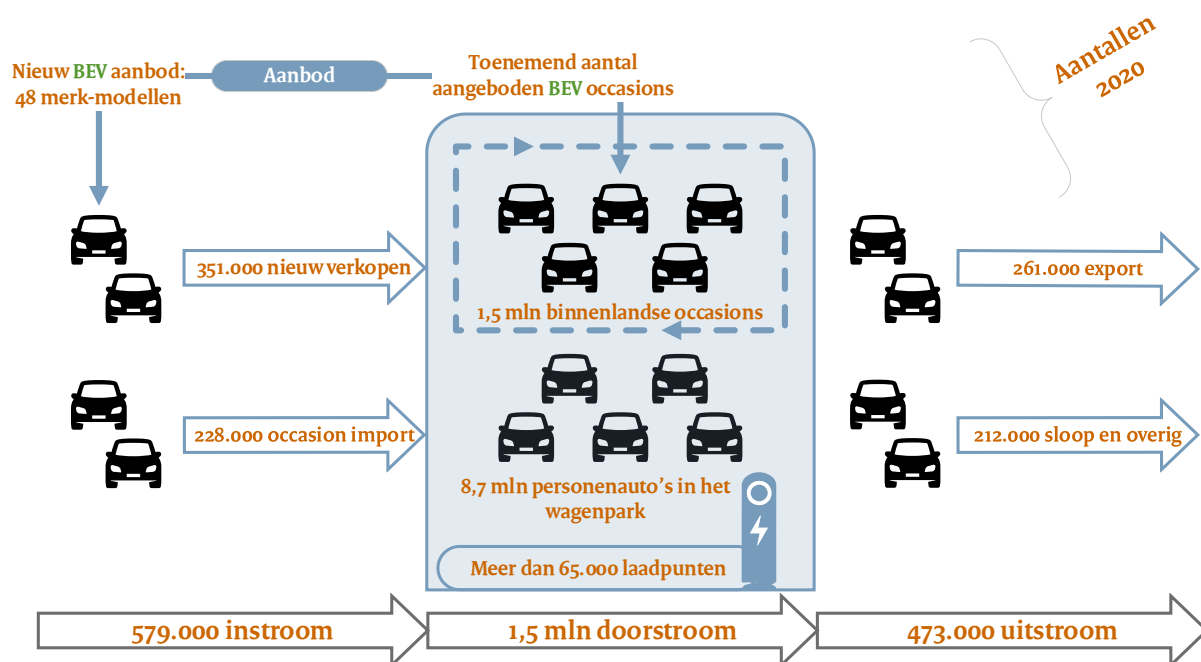 Aantallen
2020
Nieuw BEV aanbod:
48 merk-modellen
Aanbod
Toenemend aantal
aangeboden BEV occasions
351.000 nieuw verkopen
1,5 mln binnenlandse occasions
261.000 export
228.000 occasion import
212.000 sloop en overig
8,7 mln personenauto's in het
wagenpark
Meer dan 65.000 laadpunten
579.000 instroom
1,5 mln doorstroom
473.000 uitstroom